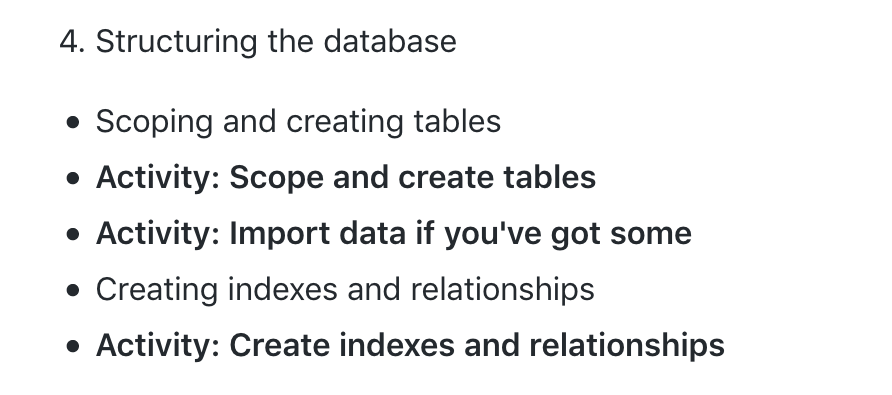 4. Structuring the database
• Scoping and creating tables
• Activity: Scope and create tables
• Activity: Import data if you've got some
• Creating indexes and relationships
• Activity: Create indexes and relationships